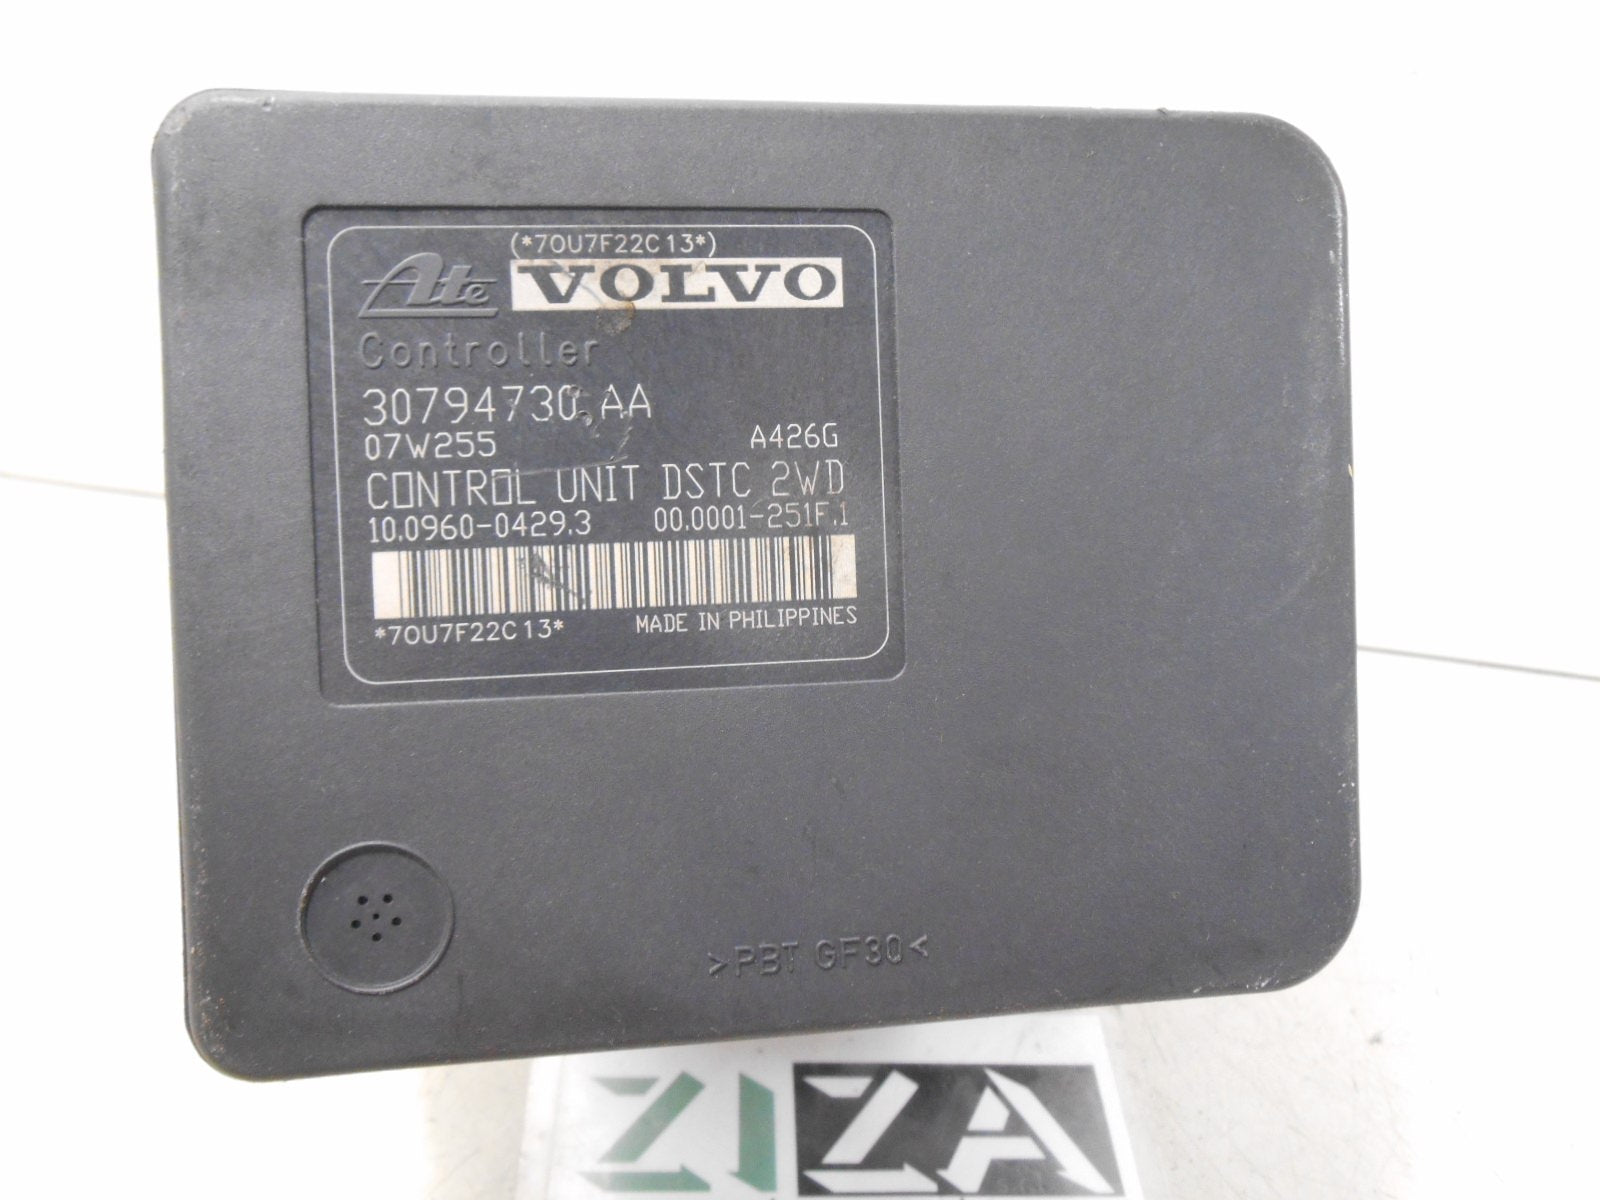 (*70U7F22C13*)
Ate VOLVO
Controller
30794730 AA
07W255 A426G
CONTROL UNIT DSTC 2WD
10.0960-0429.3 00.0001-251F.1
*70U7F22C13* MADE IN PHILIPPINES
>PBT GF30<
ZIZA